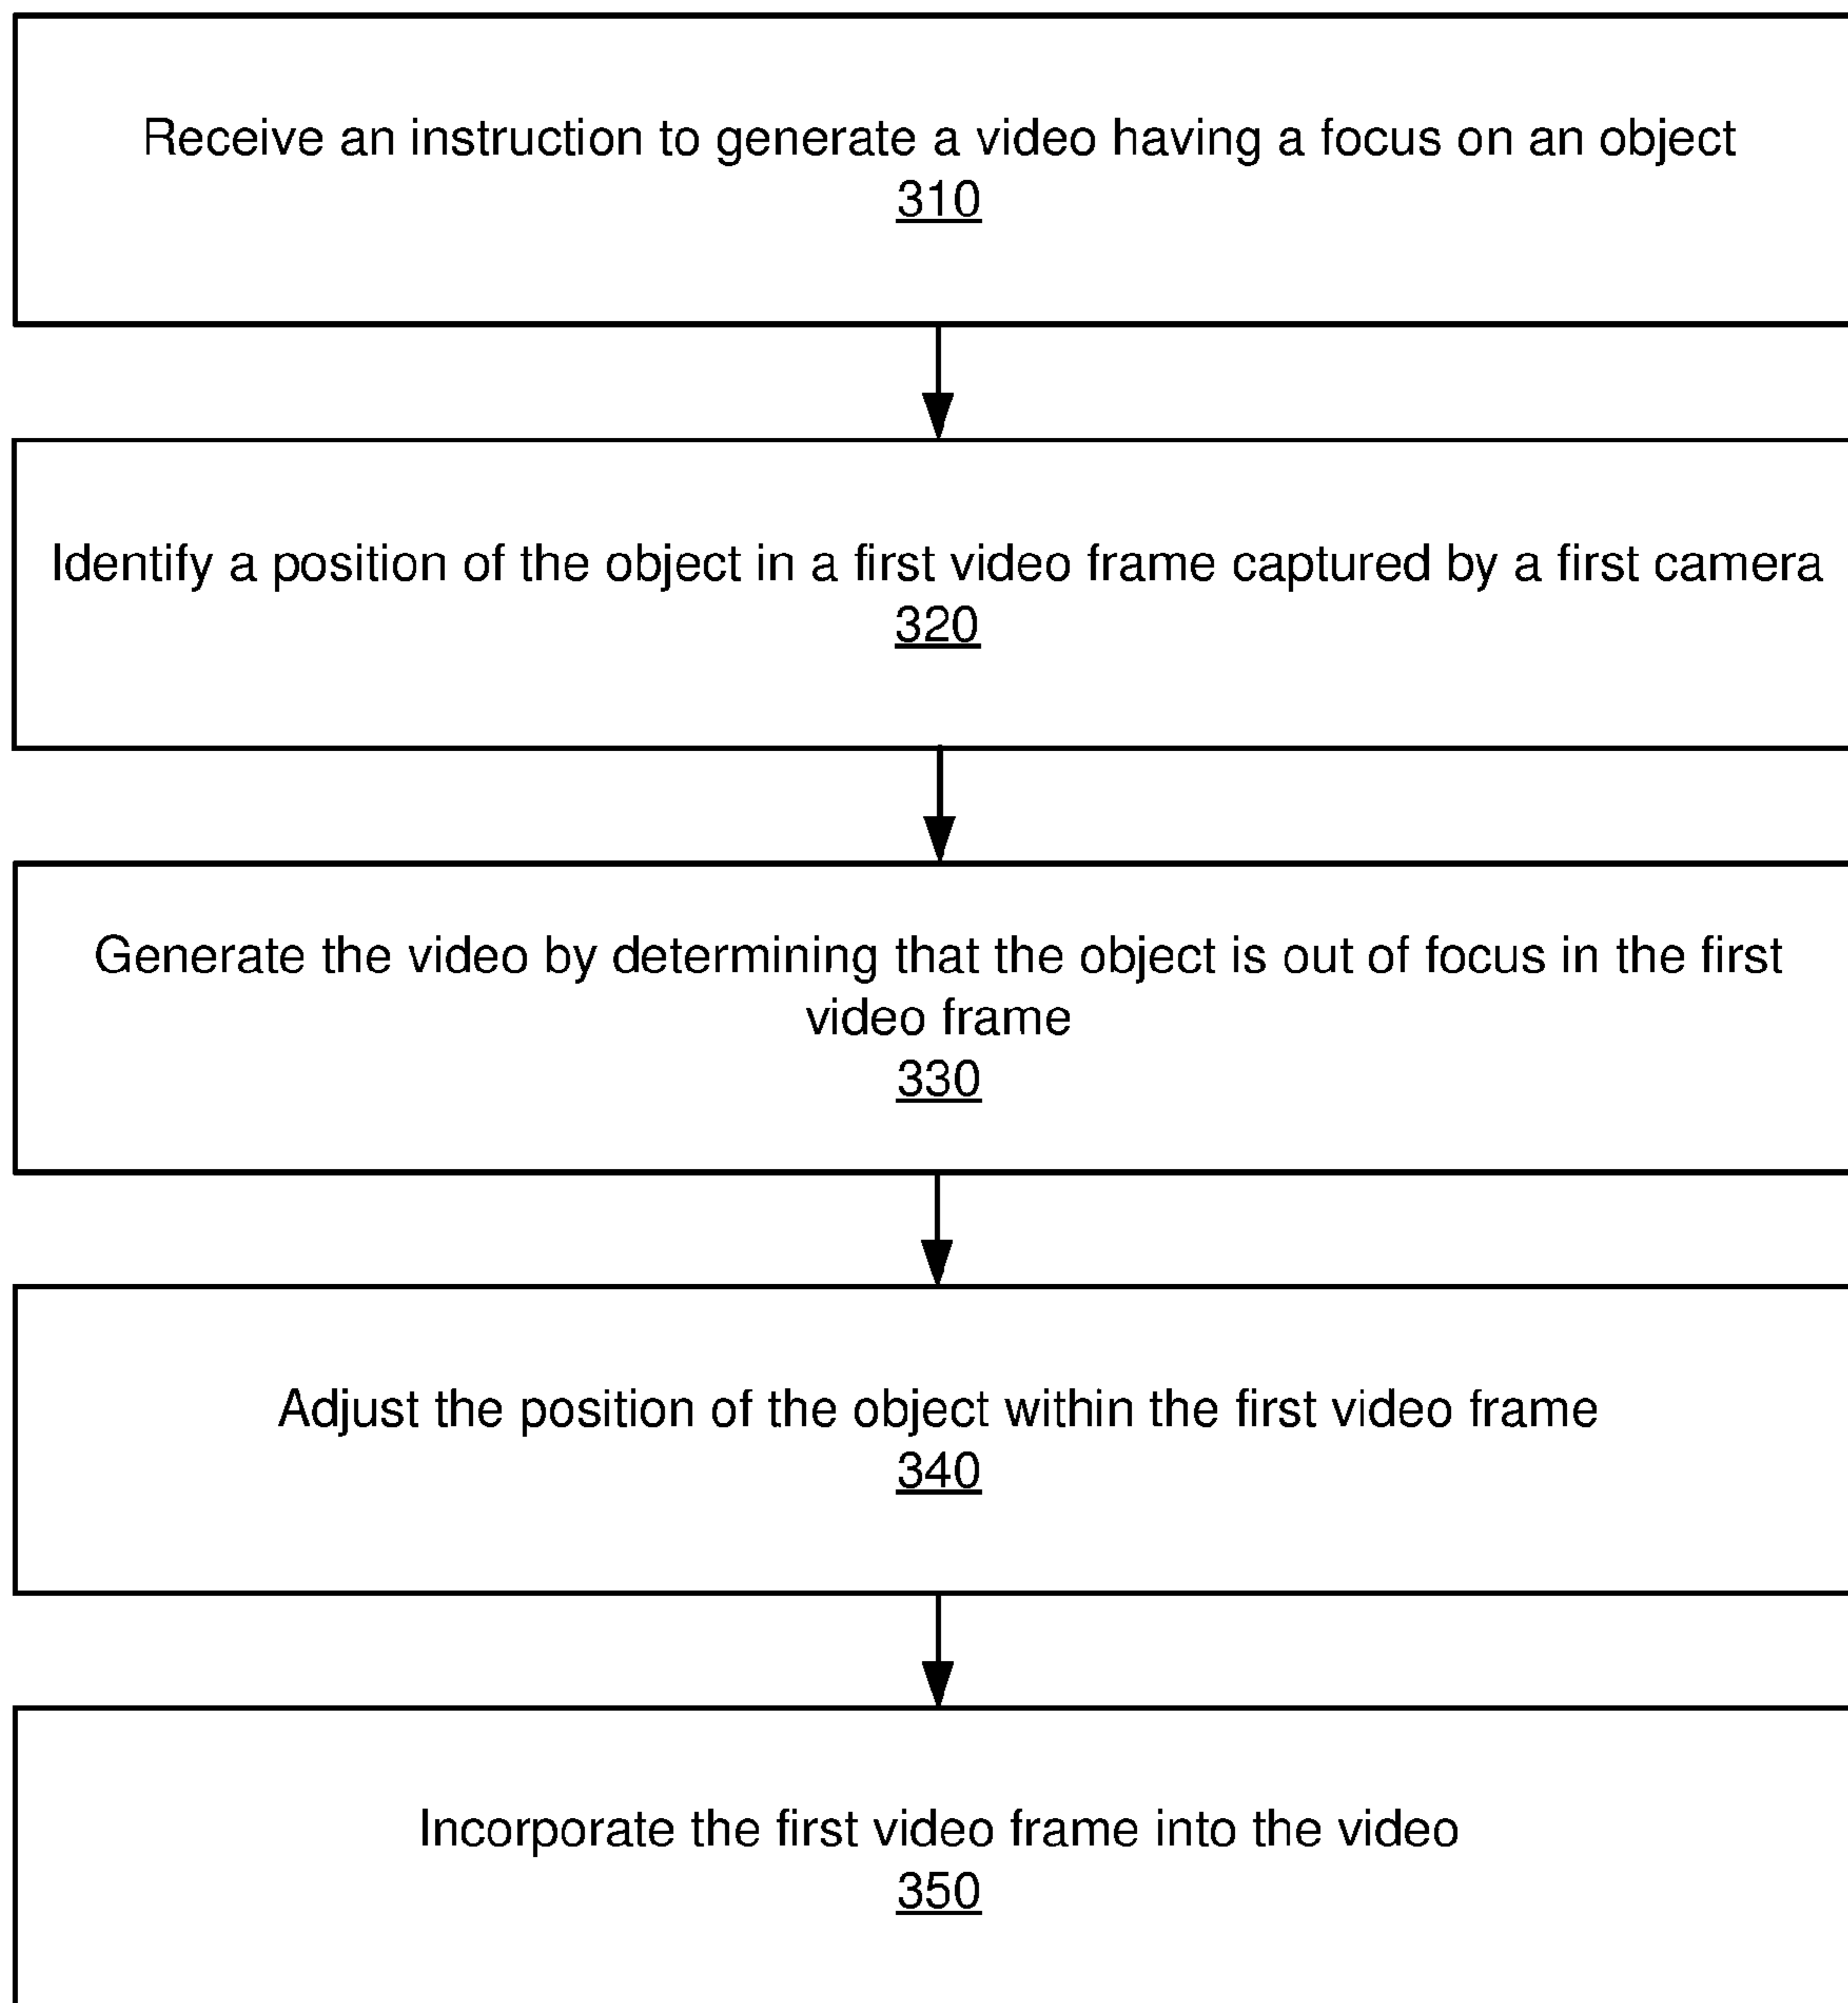 Receive an instruction to generate a video having a focus on an object
310
Identify a position of the object in a first video frame captured by a first camera
320
Generate the video by determining that the object is out of focus in the first
video frame
330
Adjust the position of the object within the first video frame
340
Incorporate the first video frame into the video
350